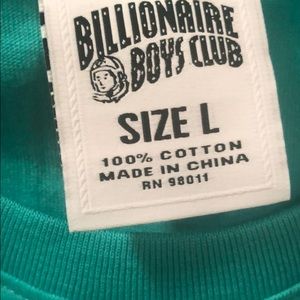 BILLIONAIRE
BOYS CLUB
SIZE L
100% COTTON
MADE IN CHINA
RN 98011